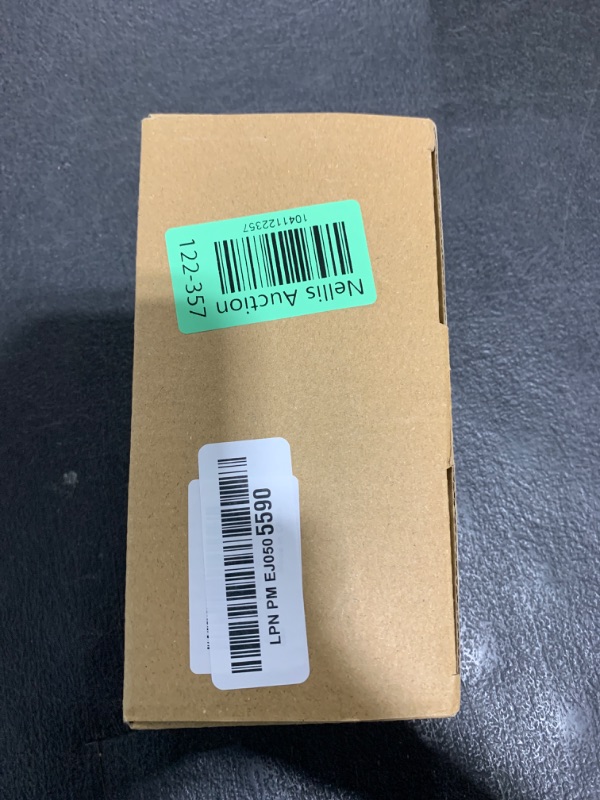 Nellis Auction
1041122357
122-357
LPN PM EJ050 5590